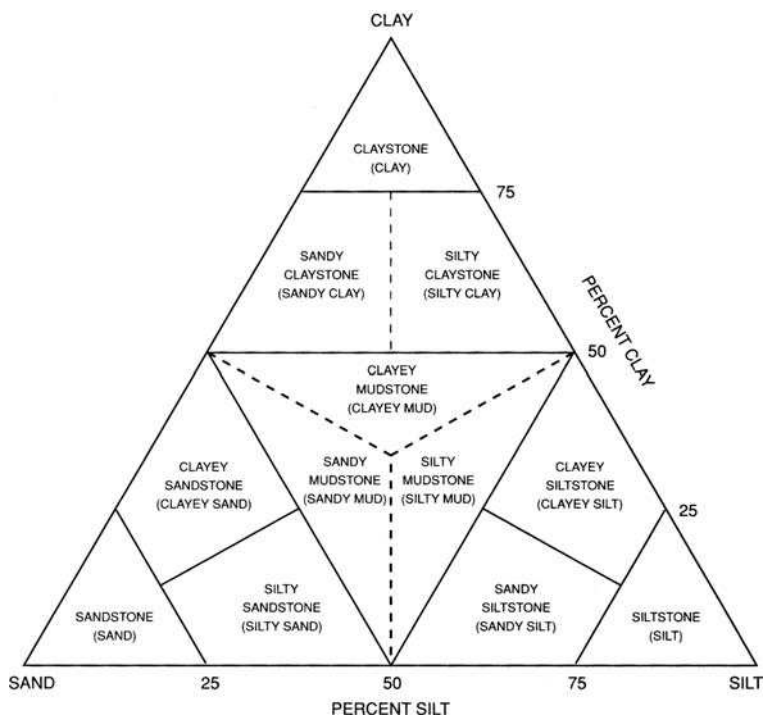 CLAY
CLAYSTONE
(CLAY)
75
SANDY
CLAYSTONE
(SANDY CLAY)
SILTY
CLAYSTONE
(SILTY CLAY)
PERCENT CLAY
50
CLAYEY
MUDSTONE
(CLAYEY MUD)
CLAYEY
SANDSTONE
(CLAYEY SAND)
SANDY
MUDSTONE
(SANDY MUD)
SILTY
MUDSTONE
(SILTY MUD)
CLAYEY
SILTSTONE
(CLAYEY SILT)
25
SANDSTONE
(SAND)
SILTY
SANDSTONE
(SILTY SAND)
SANDY
SILTSTONE
(SANDY SILT)
SILTSTONE
(SILT)
SAND
25
50
75
SILT
PERCENT SILT